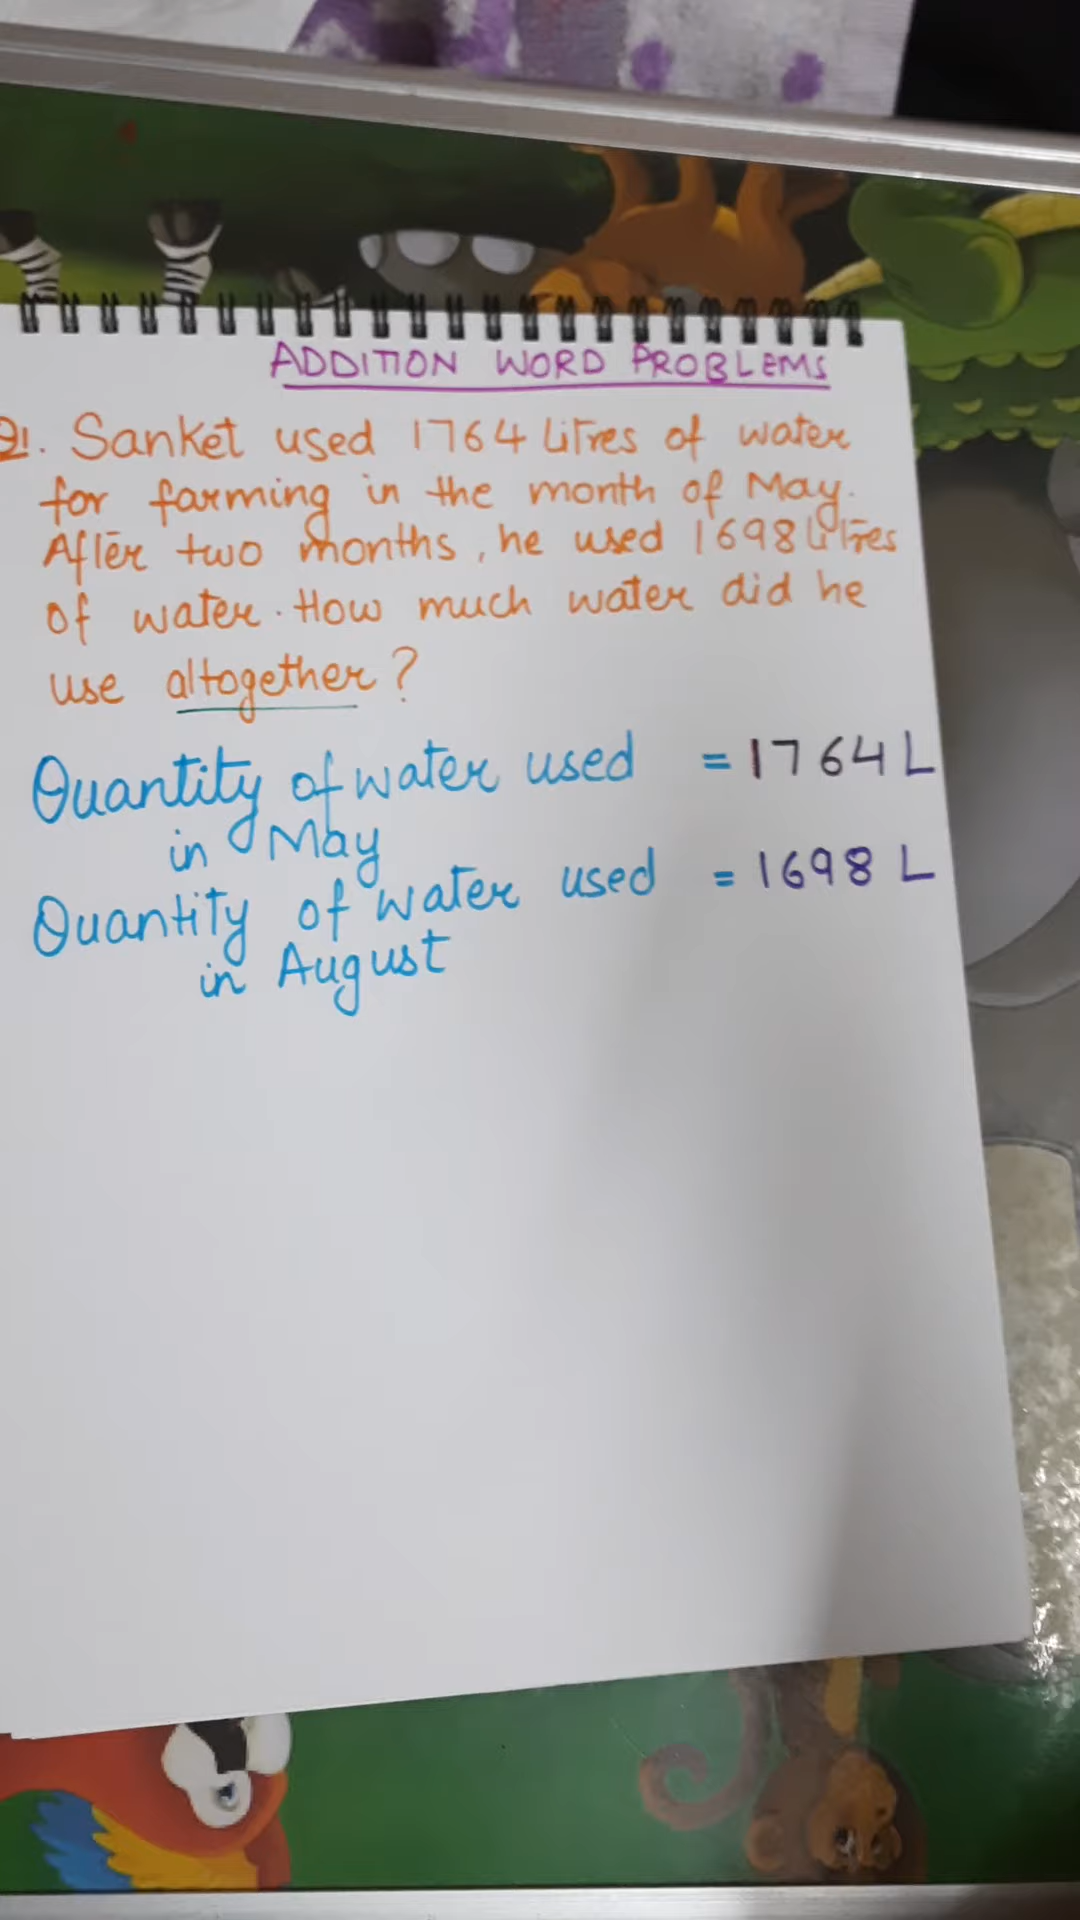 ADDITION WORD PROBLEMS
Q1. Sanket used 1764 Litres of water
for farming in the month of May.
After two months, he used 1698 Litres
of water. How much water did he
use altogether?
Quantity of water used = 1764 L
in May
Quantity of water used = 1698 L
in August